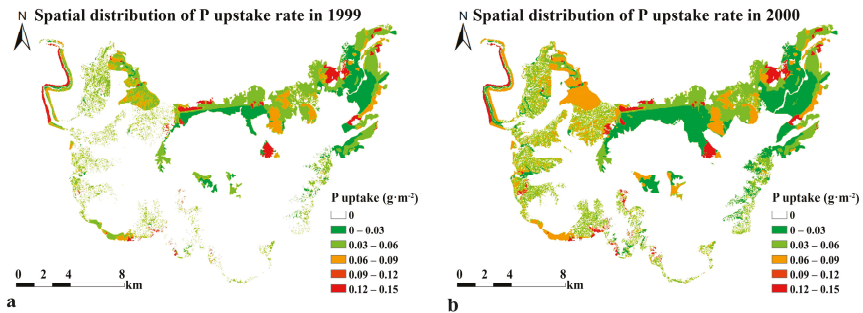 N
Spatial distribution of P upstake rate in 1999
P uptake (g·m-2)
0
0 – 0.03
0.03 – 0.06
0.06 – 0.09
0.09 – 0.12
0.12 – 0.15
0 2 4 8
km
a
N
Spatial distribution of P upstake rate in 2000
P uptake (g·m-2)
0
0 – 0.03
0.03 – 0.06
0.06 – 0.09
0.09 – 0.12
0.12 – 0.15
0 2 4 8
km
b